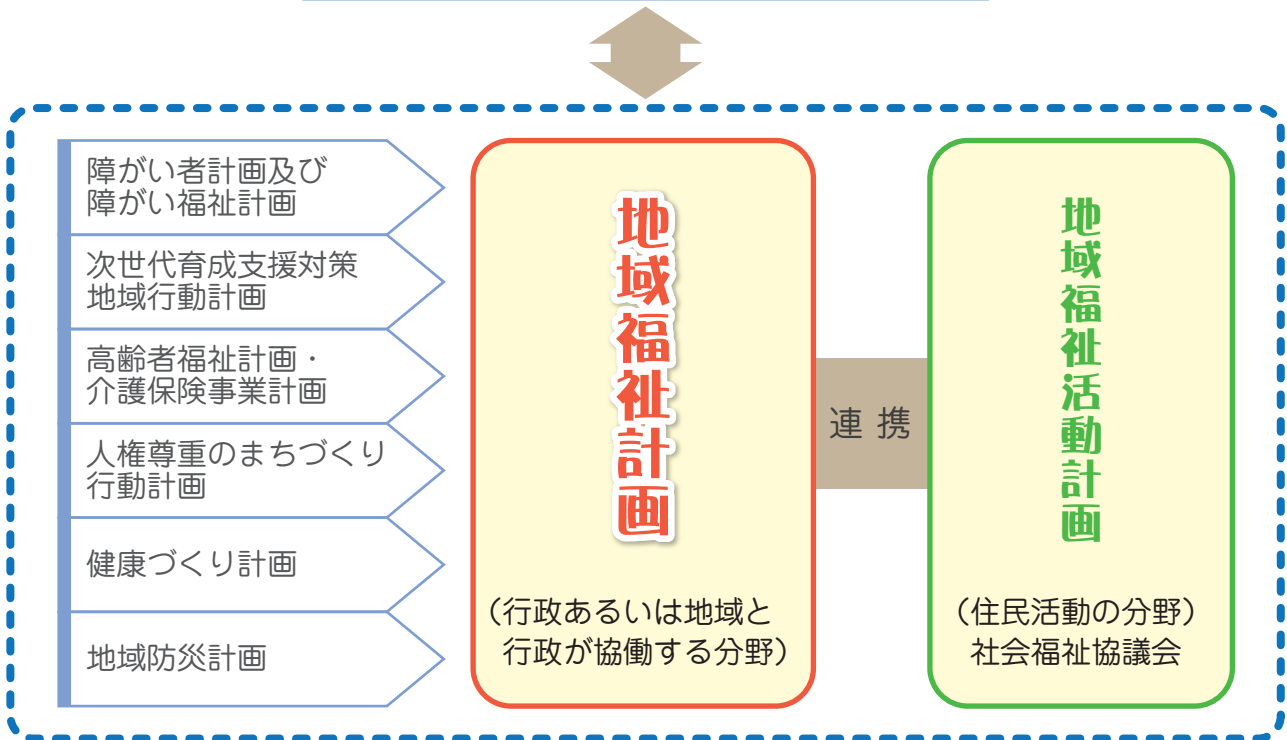 障がい者計画及び
障がい福祉計画
次世代育成支援対策
地域行動計画
高齢者福祉計画・
介護保険事業計画
人権尊重のまちづくり
行動計画
健康づくり計画
地域防災計画
地域福祉計画
（行政あるいは地域と
行政が協働する分野）
連携
地域福祉活動計画
（住民活動の分野）
社会福祉協議会